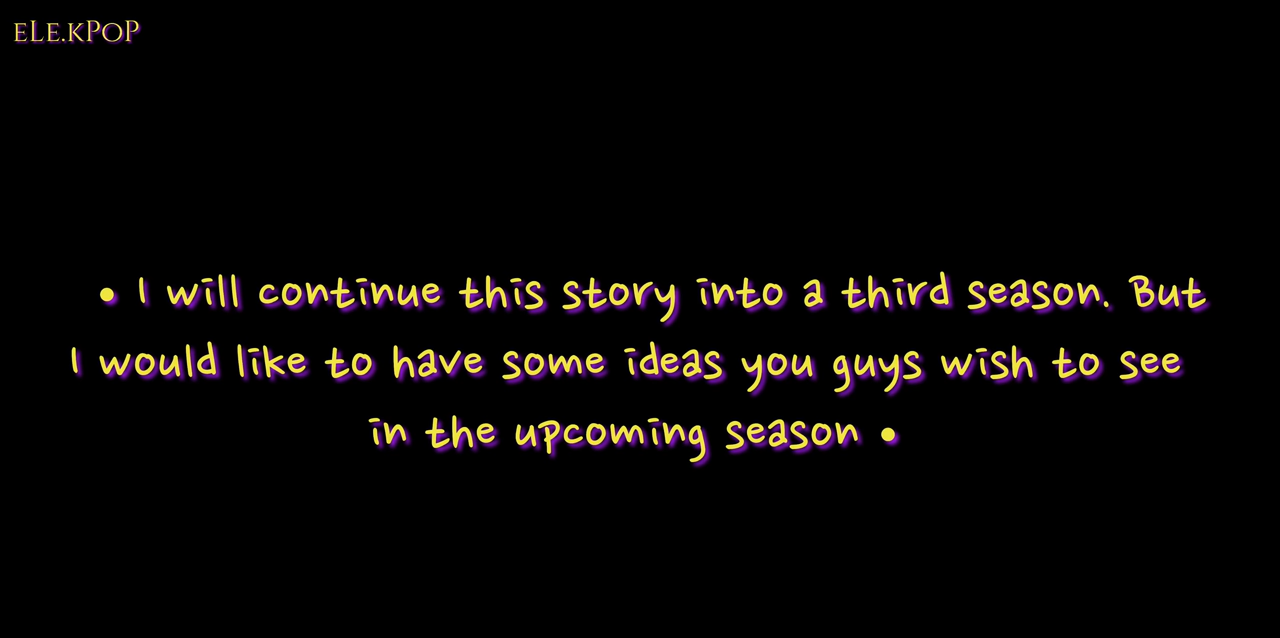 eLe.KPoP
• I will continue this story into a third season. But
I would like to have some ideas you guys wish to see
in the upcoming season •